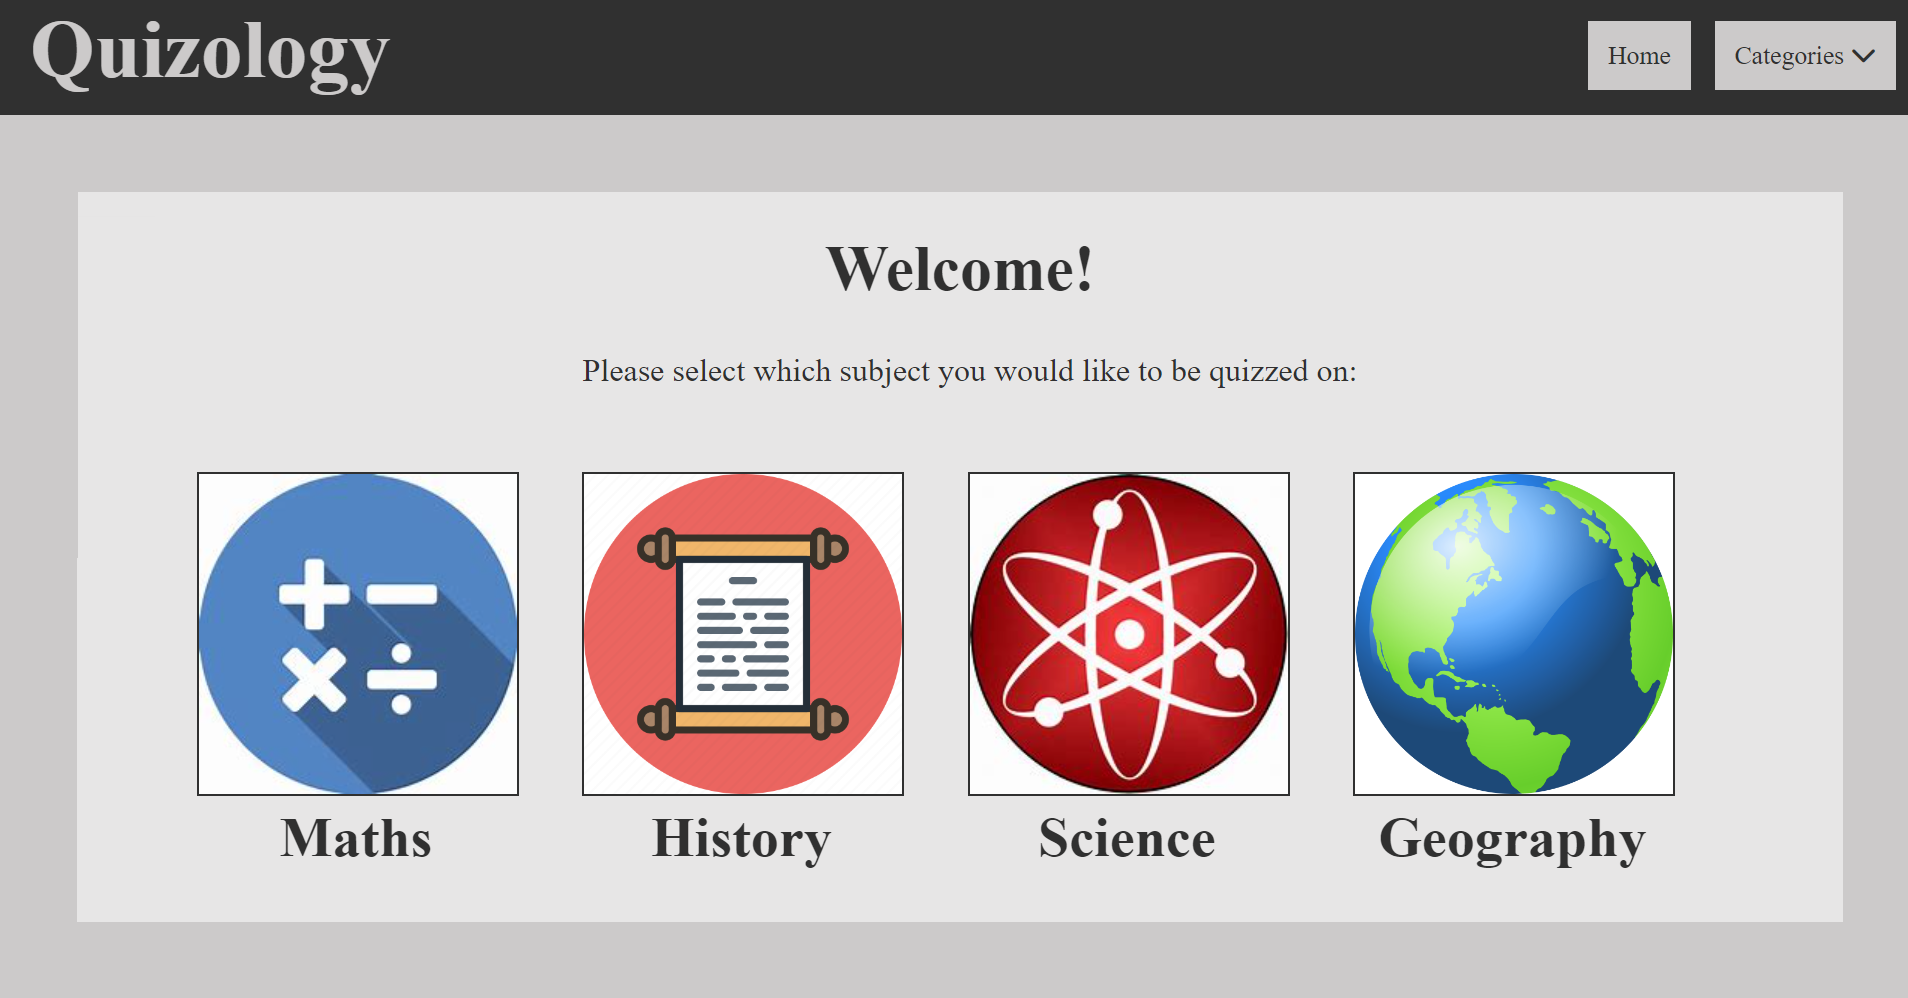 Quizology
Home
Categories
Welcome!
Please select which subject you would like to be quizzed on:
Maths
History
Science
Geography